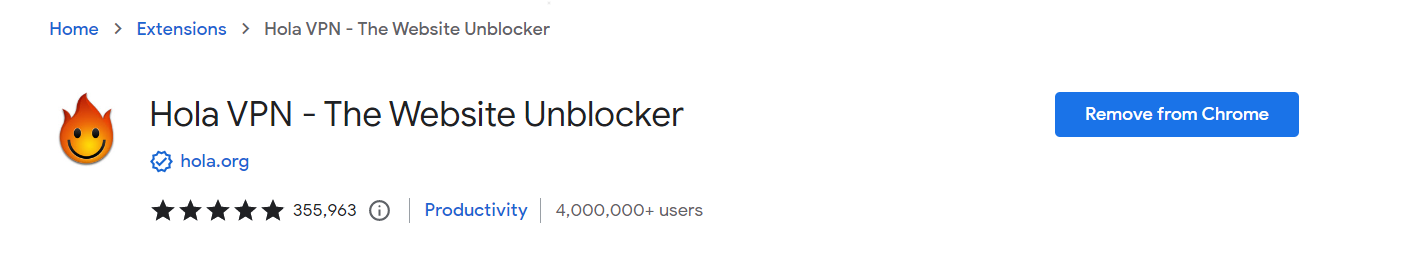 Home > Extensions > Hola VPN - The Website Unblocker
Hola VPN - The Website Unblocker
Remove from Chrome
hola.org
355,963 Productivity 4,000,000+ users